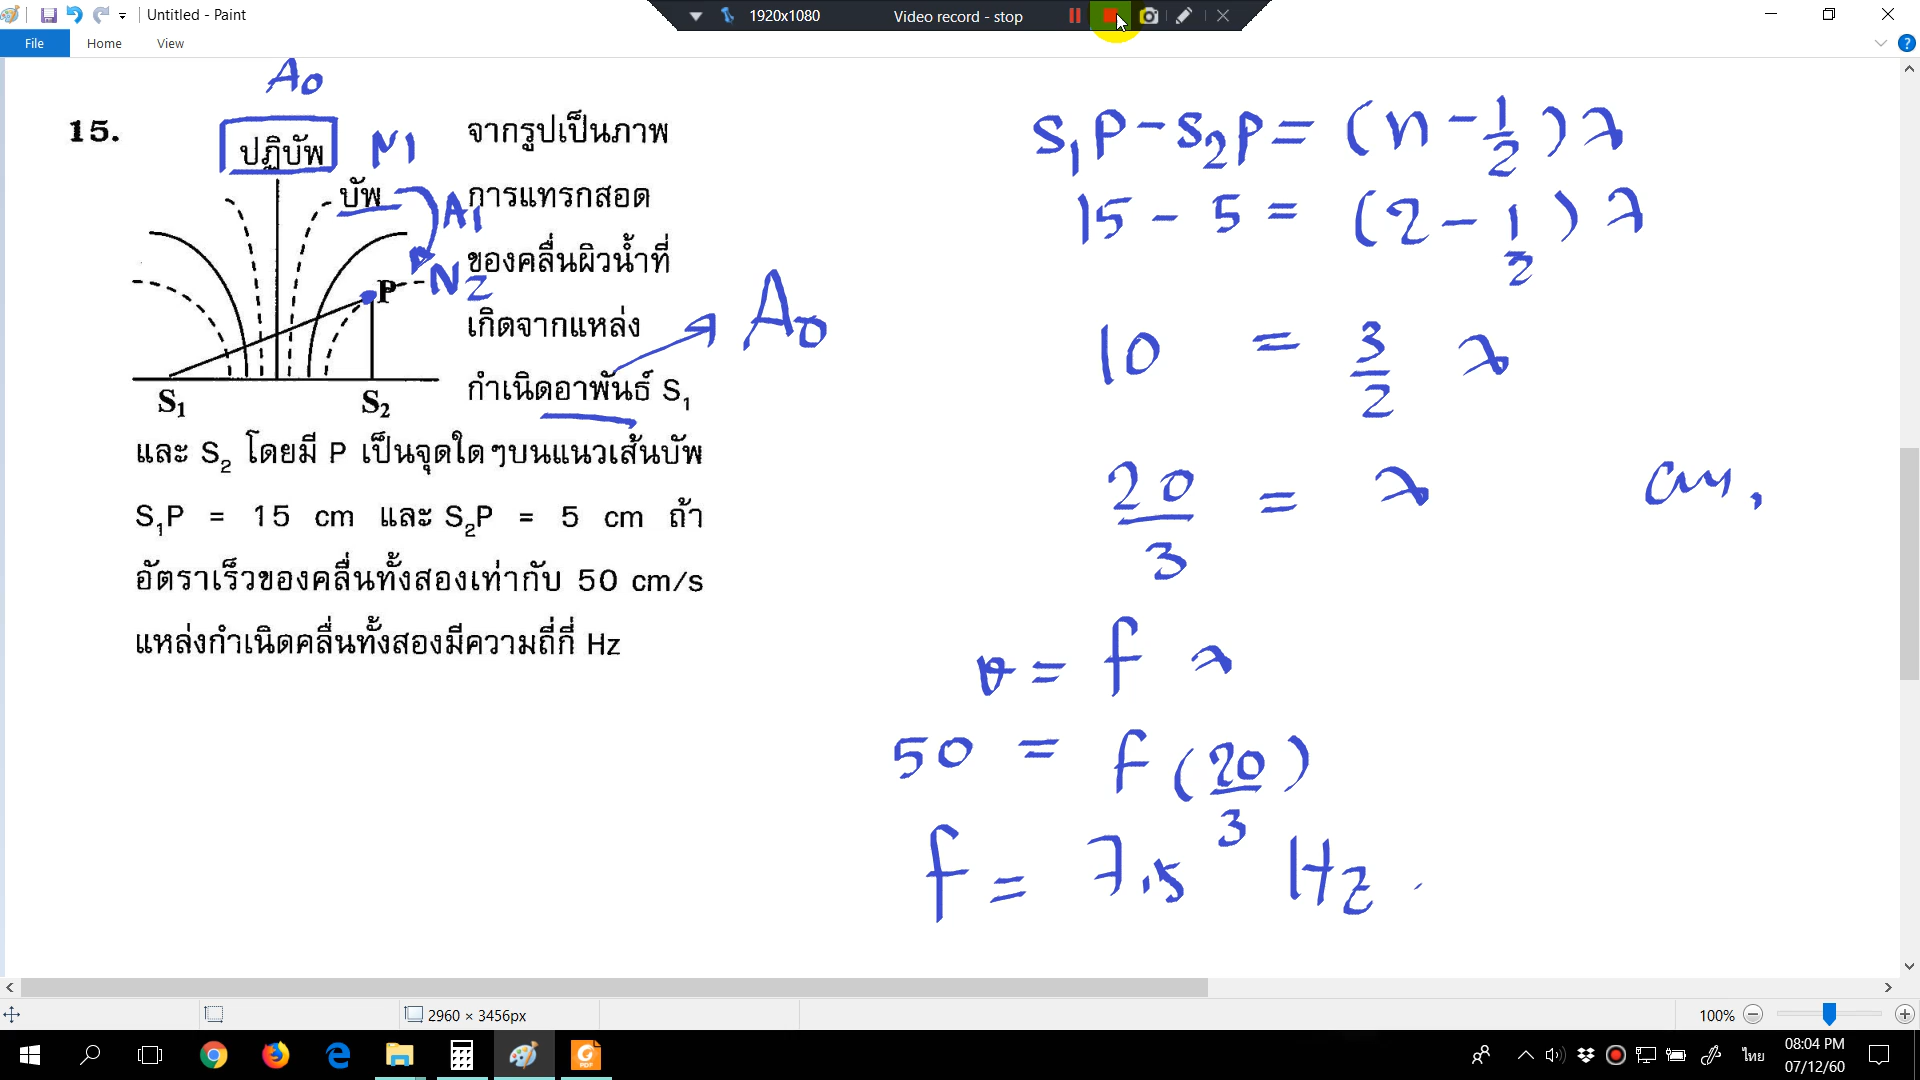 Untitled - Paint
1920x1080
Video record - stop
File
Home
View
A0
15.
ปฏิบัพ
N1
จากรูปเป็นภาพ
บัพ
A1
การแทรกสอด
ของคลื่นผิวน้ำที่
P
N2
เกิดจากแหล่ง
A0
กำเนิดอาพันธ์ S1
S1
S2
และ S2 โดยมี P เป็นจุดใดๆบนแนวเส้นบัพ
S1P = 15 cm และ S2P = 5 cm ถ้า
อัตราเร็วของคลื่นทั้งสองเท่ากับ 50 cm/s
แหล่งกำเนิดคลื่นทั้งสองมีความถี่กี่ Hz
S1P - S2P = (n - 1/2) λ
15 - 5 = (2 - 1/2) λ
10 = 3/2 λ
20/3 = λ cm.
v = f λ
50 = f (20/3)
f = 7.5 Hz
2960 × 3456px
100%
ไทย
08:04 PM
07/12/60